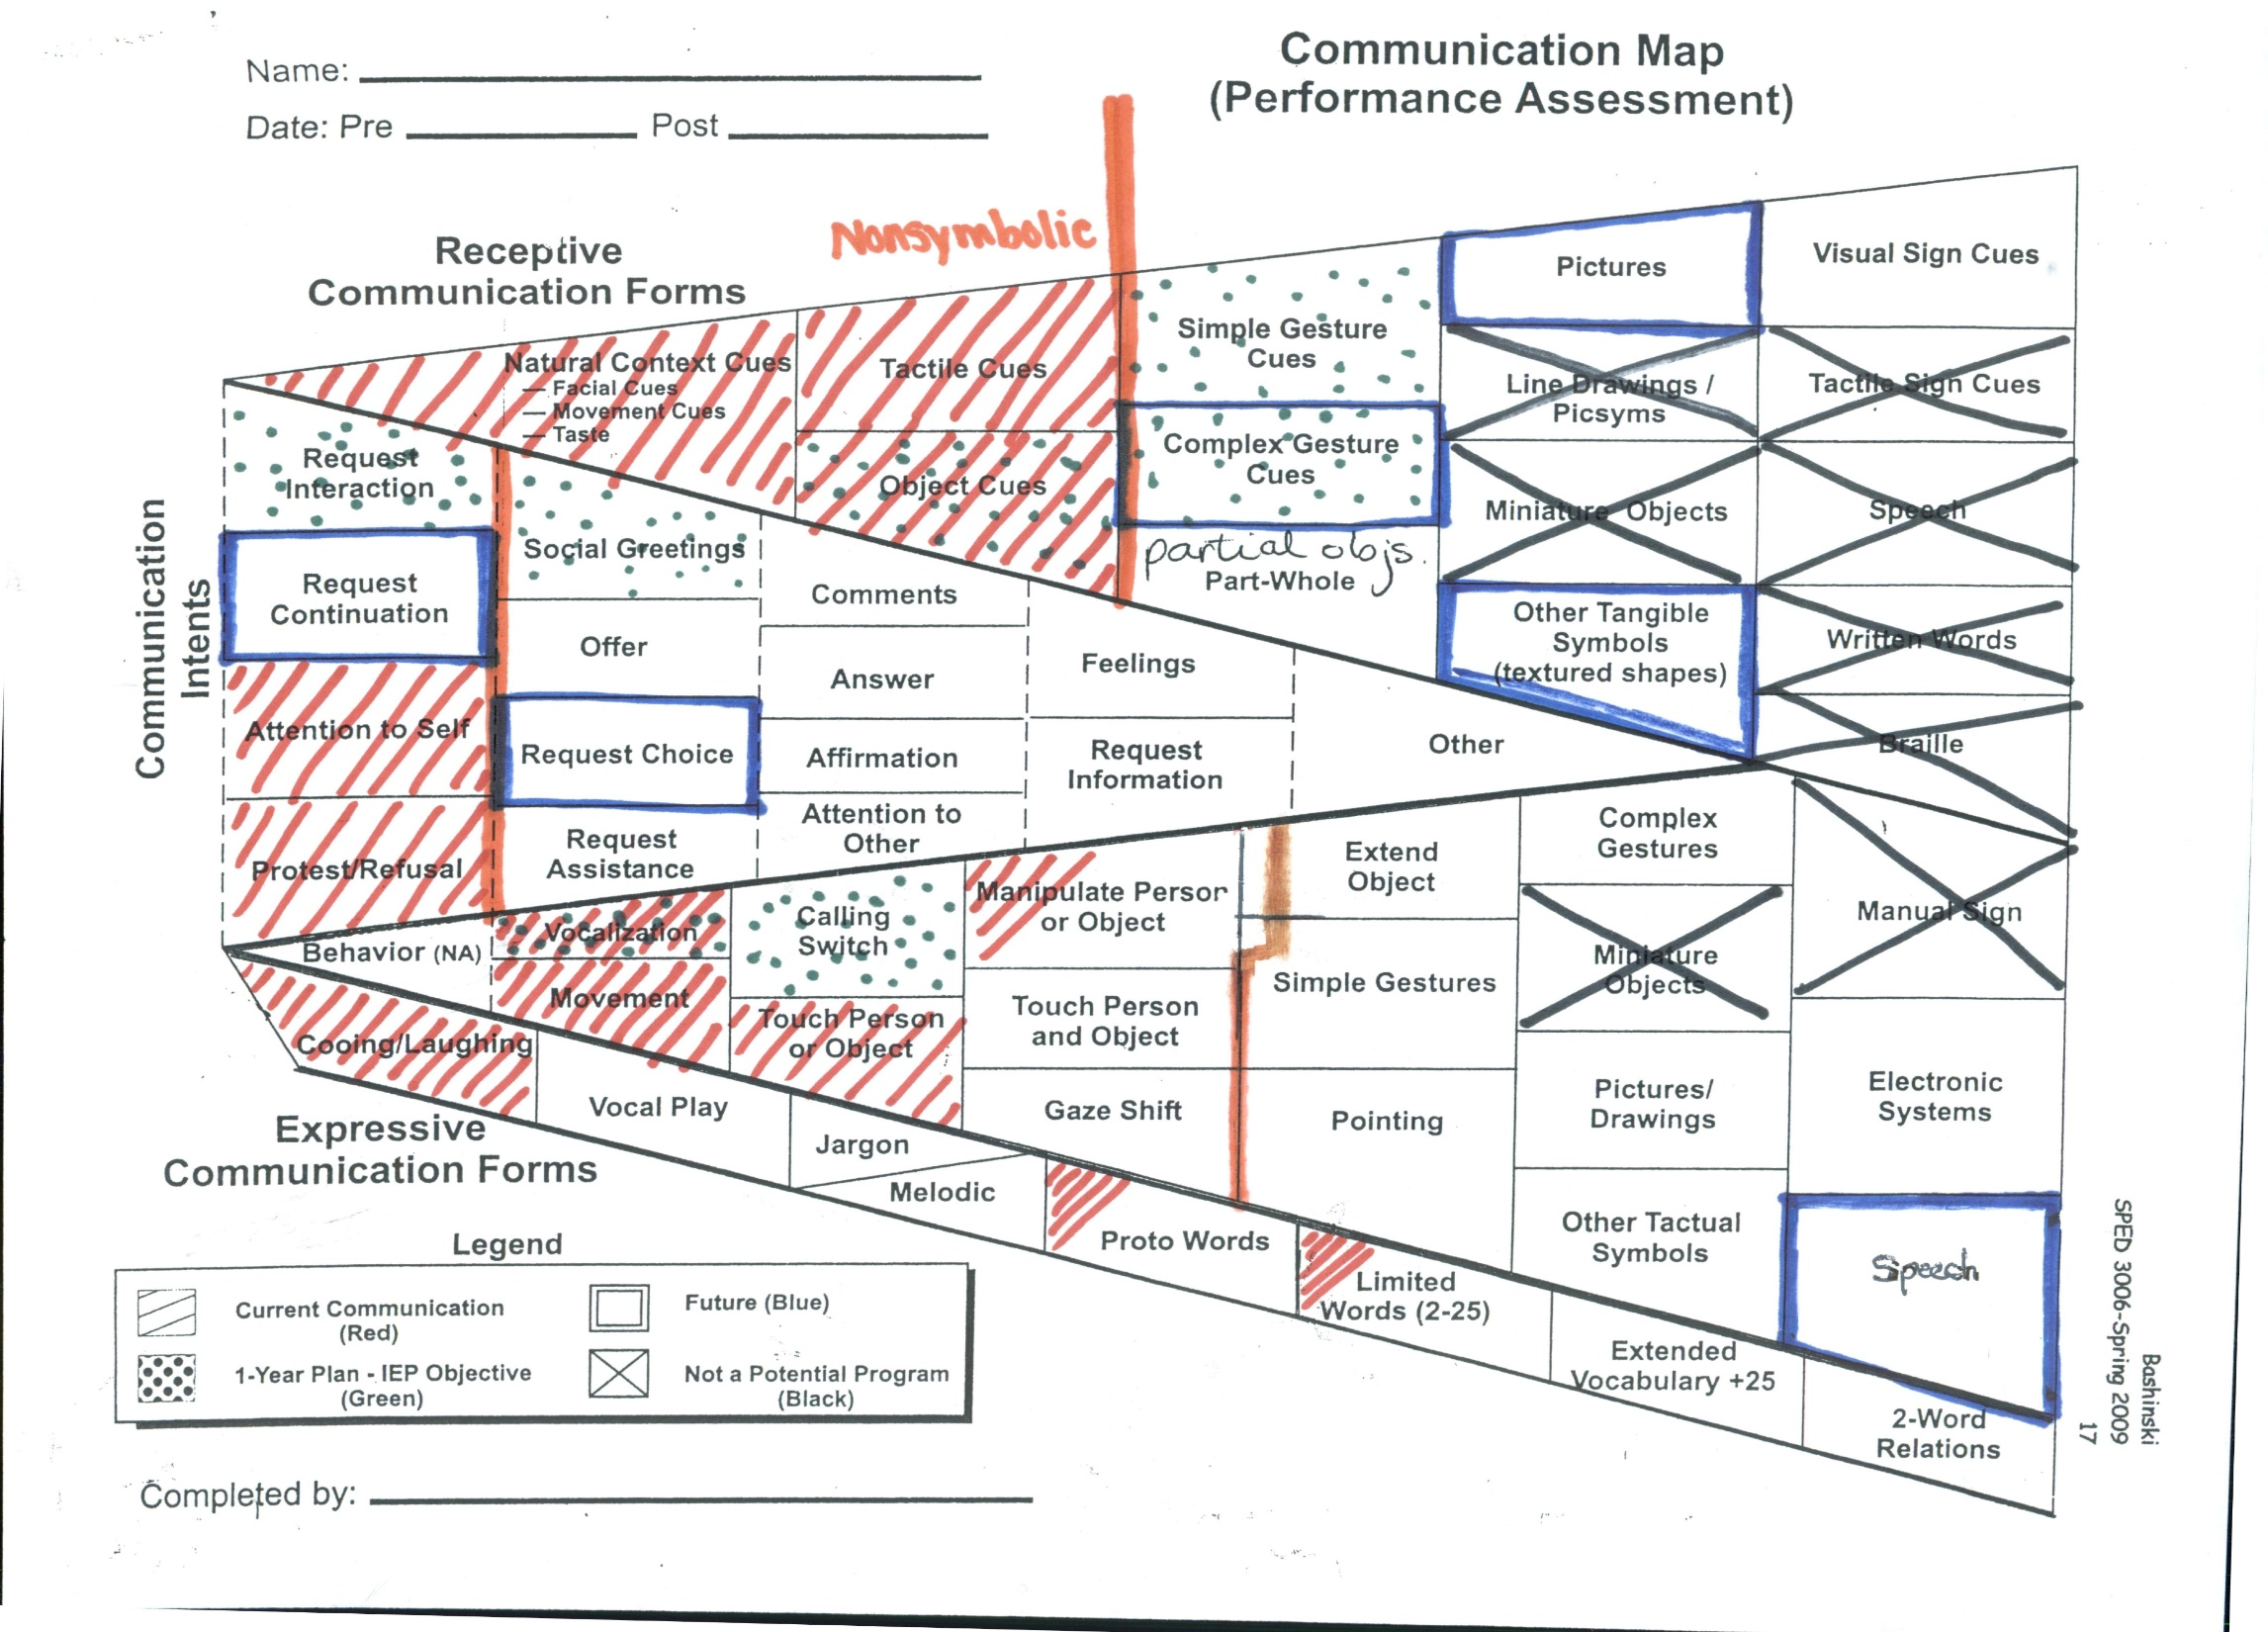 Name:
Date: Pre
Post
Communication Map
(Performance Assessment)
Nonsymbolic
Receptive
Communication Forms
Natural Context Cues
— Facial Cues
— Movement Cues
— Taste
Tactile Cues
Object Cues
Simple Gesture
Cues
Complex Gesture
Cues
partial objs.
Part-Whole
Pictures
Line Drawings /
Picsyms
Miniature Objects
Other Tangible
Symbols
(textured shapes)
Visual Sign Cues
Tactile Sign Cues
Speech
Written Words
Braille
Communication
Intents
Request
Interaction
Request
Continuation
Attention to Self
Protest/Refusal
Social Greetings
Offer
Request Choice
Request
Assistance
Comments
Answer
Affirmation
Attention to
Other
Feelings
Request
Information
Other
Behavior (NA)
Vocalization
Movement
Calling
Switch
Touch Person
or Object
Manipulate Person
or Object
Touch Person
and Object
Gaze Shift
Extend
Object
Simple Gestures
Pointing
Complex
Gestures
Miniature
Objects
Pictures/
Drawings
Other Tactual
Symbols
Manual Sign
Electronic
Systems
Speech
Cooing/Laughing
Vocal Play
Jargon
Melodic
Proto Words
Limited
Words (2-25)
Extended
Vocabulary +25
2-Word
Relations
Expressive
Communication Forms
Legend
Current Communication
(Red)
Future (Blue)
1-Year Plan - IEP Objective
(Green)
Not a Potential Program
(Black)
Completed by:
Bashinski
SPED 3006-Spring 2009
17